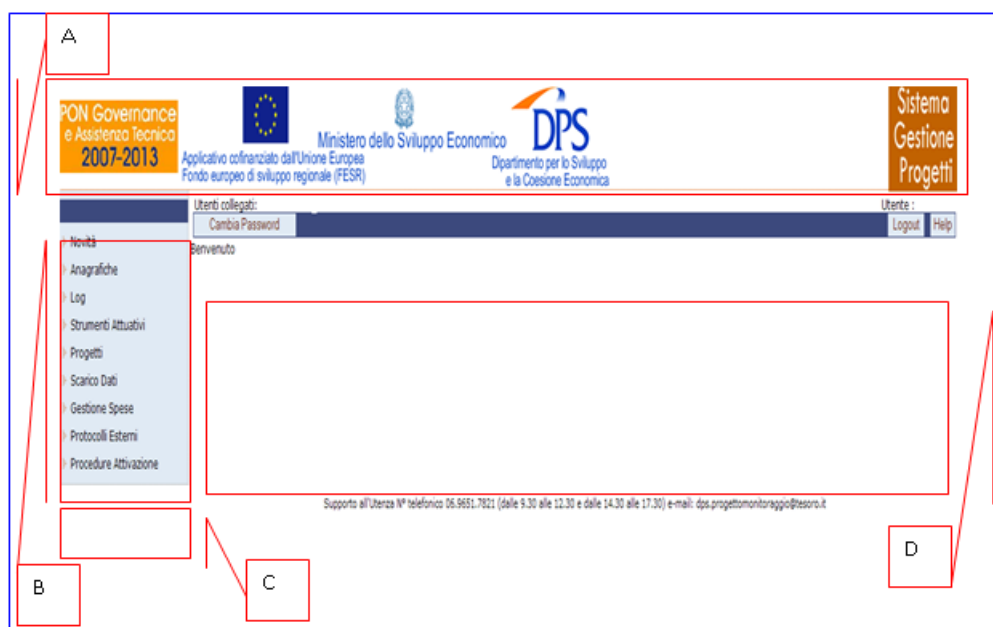 A
PON Governance
e Assistenza Tecnica
2007-2013
Applicativo cofinanziato dall'Unione Europea
Fondo europeo di sviluppo regionale (FESR)
Ministero dello Sviluppo Economico
DPS
Dipartimento per lo Sviluppo
e la Coesione Economica
Sistema
Gestione
Progetti
Utenti collegati:
Utente :
Cambia Password
Logout
Help
Benvenuto
Novità
Anagrafiche
Log
Strumenti Attuativi
Progetti
Scarico Dati
Gestione Spese
Protocolli Esterni
Procedure Attivazione
Supporto all'Utenza N° telefonico 06.9651.7821 (dalle 9.30 alle 12.30 e dalle 14.30 alle 17.30) e-mail: dps.progettomonitoraggio@tesoro.it
B
C
D